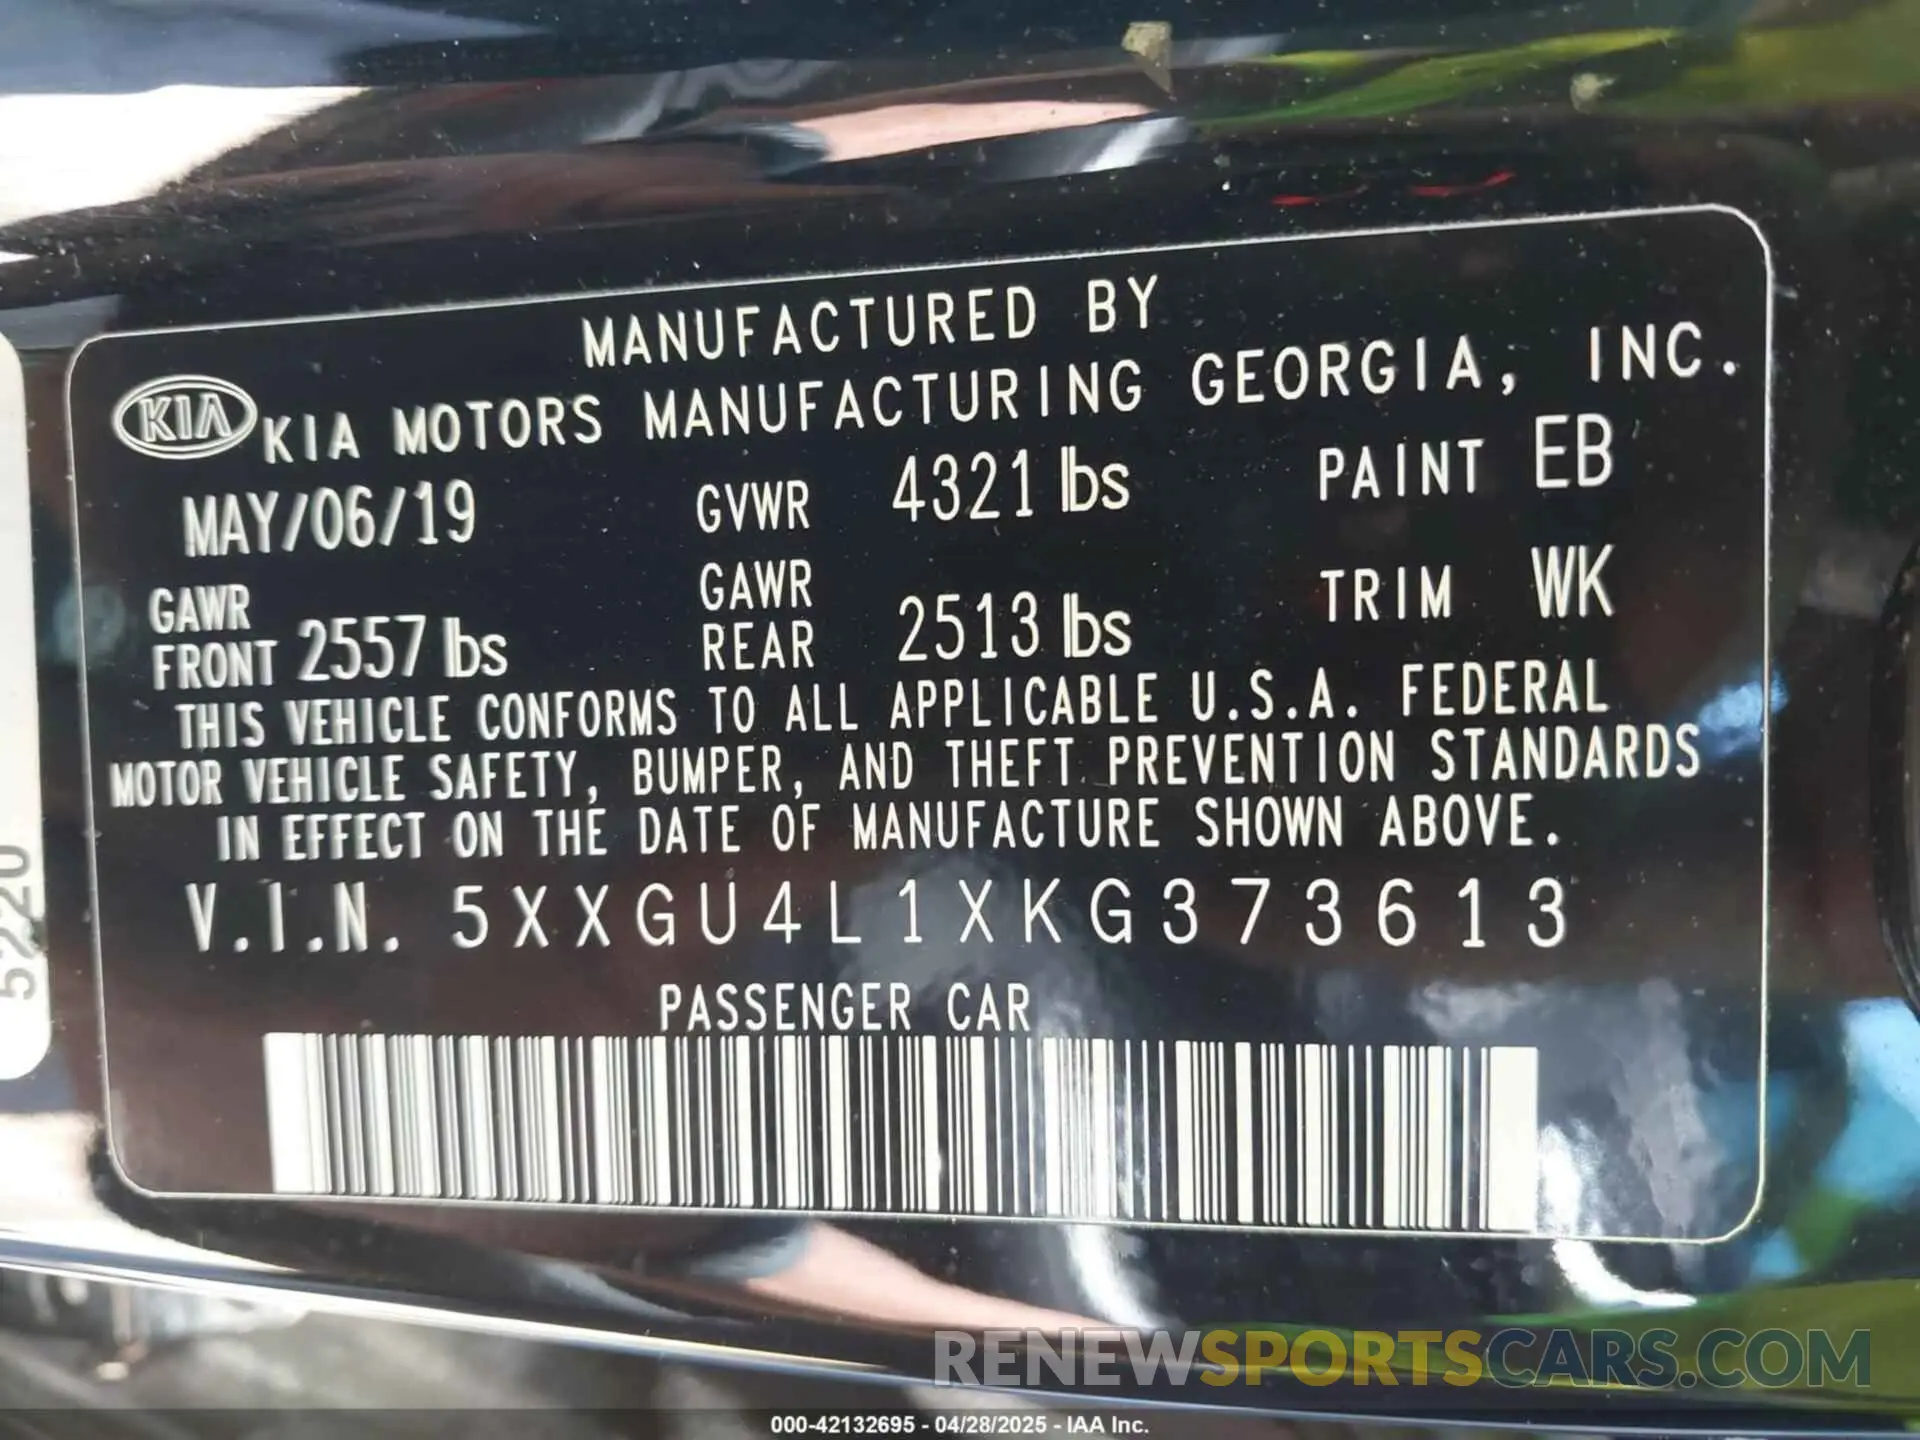 MANUFACTURED BY
KIA KIA MOTORS MANUFACTURING GEORGIA, INC.
MAY/06/19 GVWR 4321 lbs PAINT EB
GAWR FRONT 2557 lbs GAWR REAR 2513 lbs TRIM WK
THIS VEHICLE CONFORMS TO ALL APPLICABLE U.S.A. FEDERAL
MOTOR VEHICLE SAFETY, BUMPER, AND THEFT PREVENTION STANDARDS
IN EFFECT ON THE DATE OF MANUFACTURE SHOWN ABOVE.
V.I.N. 5XXGU4L1XKG373613
PASSENGER CAR
5220
RENEWSPORTSCARS.COM
000-42132695 - 04/28/2025 - IAA Inc.